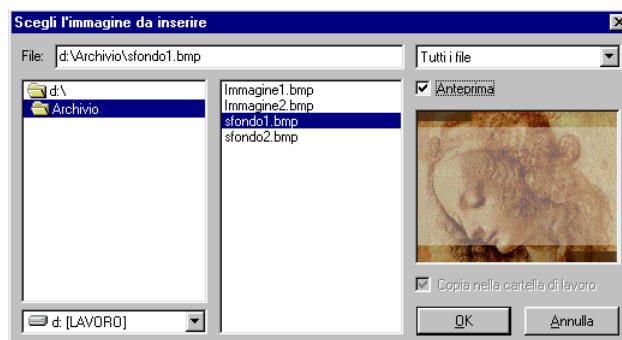 Scegli l'immagine da inserire
File: d:\Archivio\sfondo1.bmp
Tutti i file
d:\
Archivio
Immagine1.bmp
Immagine2.bmp
sfondo1.bmp
sfondo2.bmp
Anteprima
Copia nella cartella di lavoro
d: [LAVORO]
OK
Annulla